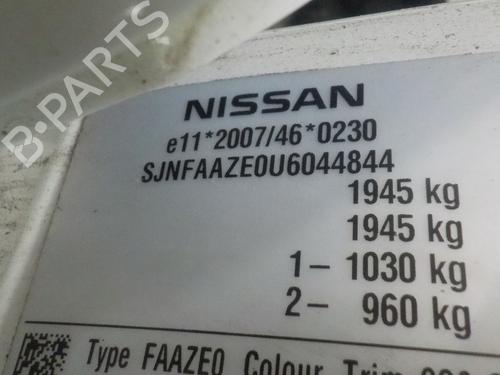 B-PARTS
NISSAN
e11*2007/46*0230
SJNFAAZE0U6044844
1945 kg
1945 kg
1– 1030 kg
2– 960 kg
Type FAAZE0 Colour Trim